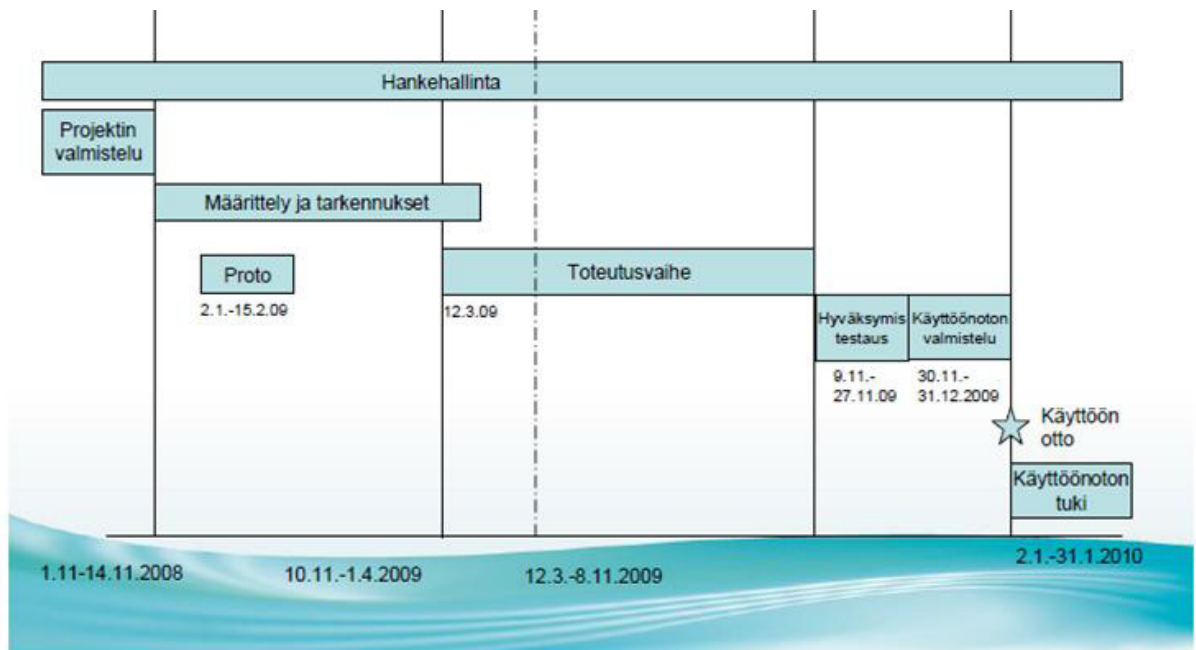 Hankehallinta
Projektin
valmistelu
Määrittely ja tarkennukset
Proto
2.1.-15.2.09
Toteutusvaihe
12.3.09
Hyväksymis
testaus
9.11.-
27.11.09
Käyttöönoton
valmistelu
30.11.-
31.12.2009
Käyttöön
otto
Käyttöönoton
tuki
1.11-14.11.2008
10.11.-1.4.2009
12.3.-8.11.2009
2.1.-31.1.2010